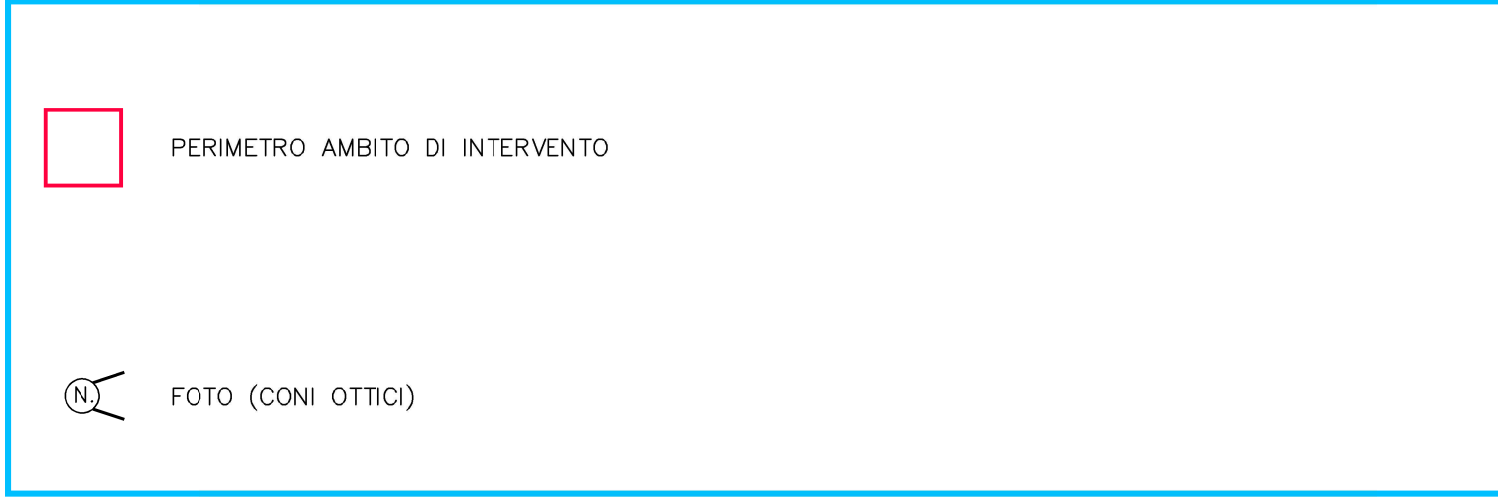 PERIMETRO AMBITO DI INTERVENTO
N. FOTO (CONI OTTICI)